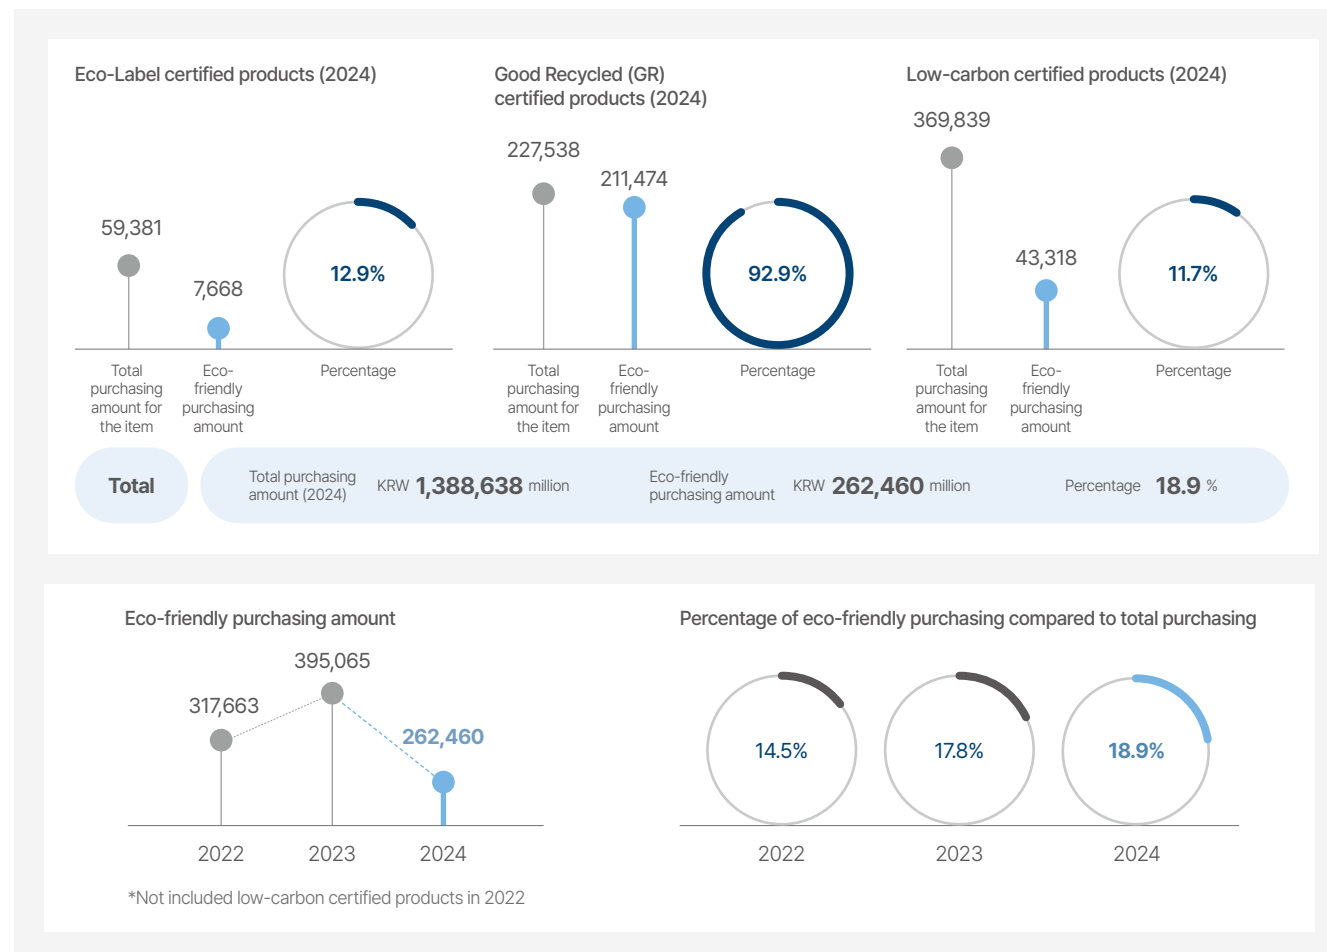 Eco-Label certified products (2024)
59,381
7,668
12.9%
Total
purchasing
amount for
the item
Eco-
friendly
purchasing
amount
Percentage
Good Recycled (GR)
certified products (2024)
227,538
211,474
92.9%
Total
purchasing
amount for
the item
Eco-
friendly
purchasing
amount
Percentage
Low-carbon certified products (2024)
369,839
43,318
11.7%
Total
purchasing
amount for
the item
Eco-
friendly
purchasing
amount
Percentage
Total
Total purchasing
amount (2024)
KRW 1,388,638 million
Eco-friendly
purchasing amount
KRW 262,460 million
Percentage 18.9 %
Eco-friendly purchasing amount
317,663
395,065
262,460
2022
2023
2024
*Not included low-carbon certified products in 2022
Percentage of eco-friendly purchasing compared to total purchasing
14.5%
17.8%
18.9%
2022
2023
2024